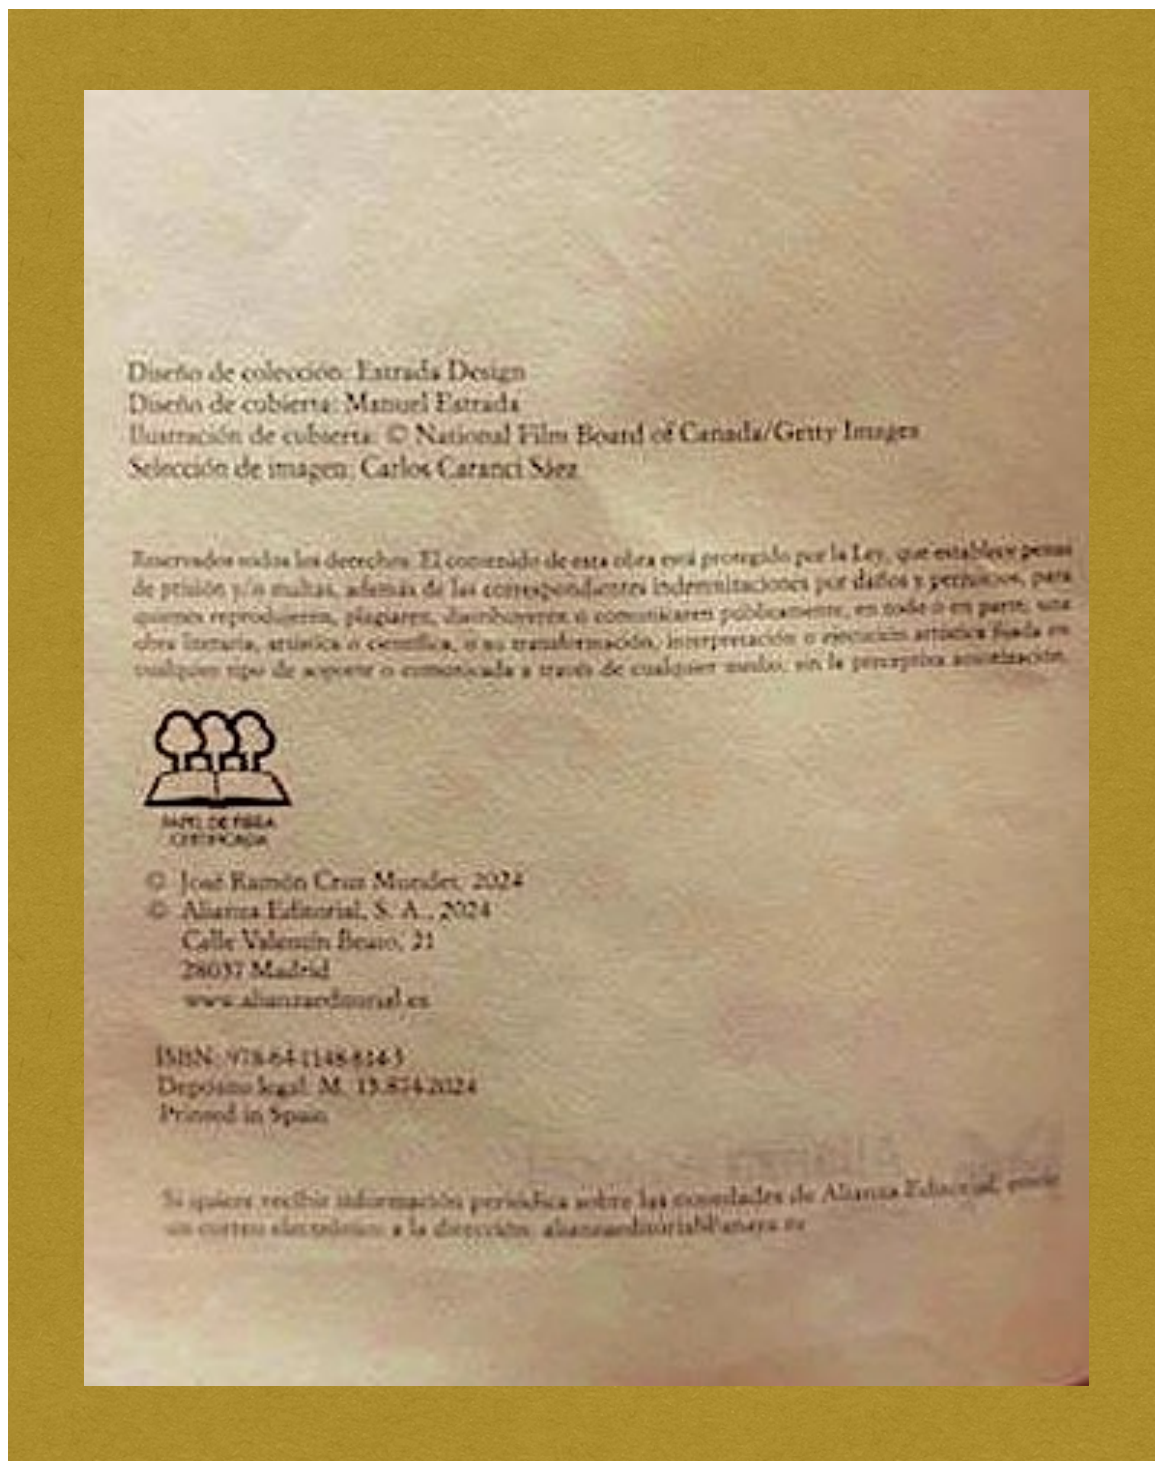 Diseño de colección: Estrada Design
Diseño de cubierta: Manuel Estrada
Ilustración de cubierta: © National Film Board of Canada/Getty Images
Selección de imagen: Carlos Caranci Sáez
Reservados todos los derechos. El contenido de esta obra está protegido por la Ley, que establece penas
de prisión y/o multas, además de las correspondientes indemnizaciones por daños y perjuicios, para
quienes reprodujeren, plagiaren, distribuyeren o comunicaren públicamente, en todo o en parte, una
obra literaria, artística o científica, o su transformación, interpretación o ejecución artística fijada en
cualquier tipo de soporte o comunicada a través de cualquier medio, sin la preceptiva autorización.
PAPEL DE FIBRA
CERTIFICADA
© José Ramón Cruz Mundet, 2024
© Alianza Editorial, S. A., 2024
Calle Valentín Beato, 21
28037 Madrid
www.alianzaeditorial.es
ISBN:
Depósito legal: M. 13.874-2024
Printed in Spain
Si quiere recibir información periódica sobre las novedades de Alianza Editorial, envíe
un correo electrónico a la dirección: alianzaeditorial@anaya.es